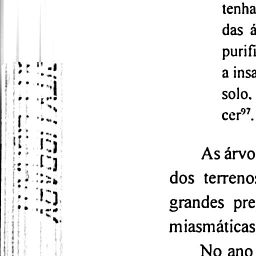 tenha
das á
purifi
a insa
solo.
cer97.
As árvo
dos terrenos
grandes pre
miasmáticas
No ano